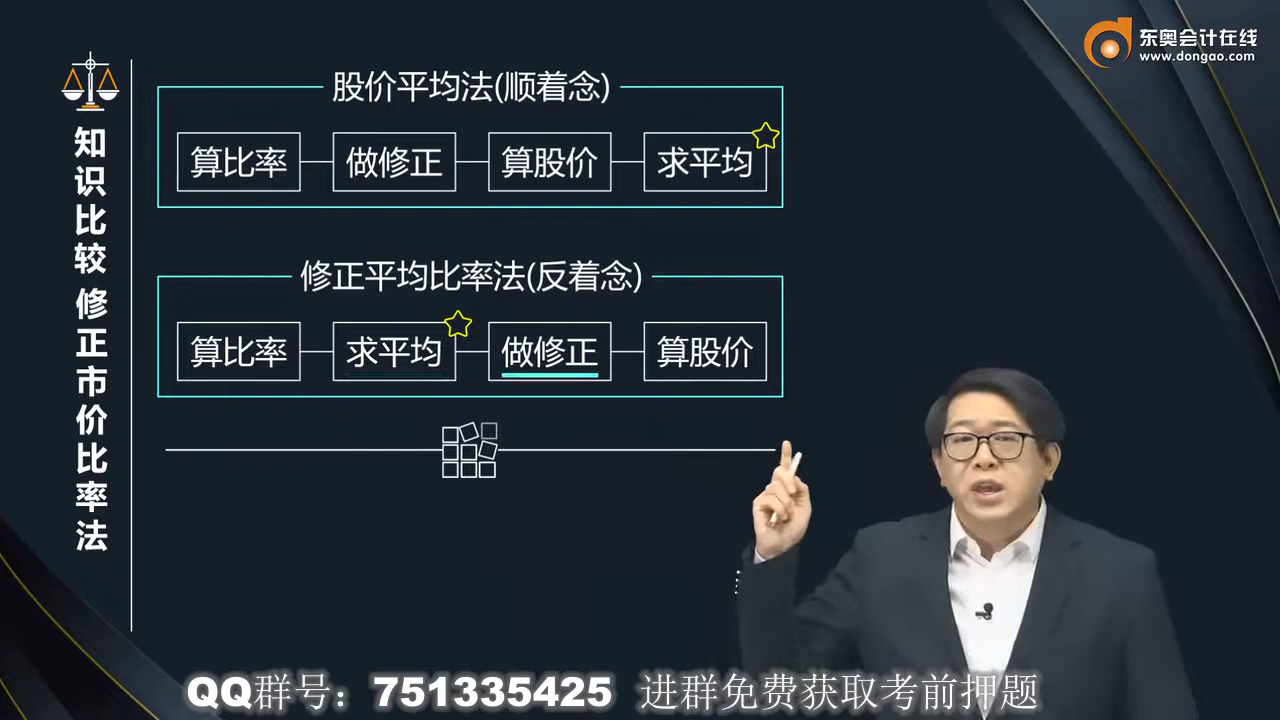 东奥会计在线
www.dongao.com
知识比较 修正市价比率法
股价平均法(顺着念)
算比率 做修正 算股价 求平均
修正平均比率法(反着念)
算比率 求平均 做修正 算股价
QQ群号：751335425 进群免费获取考前押题